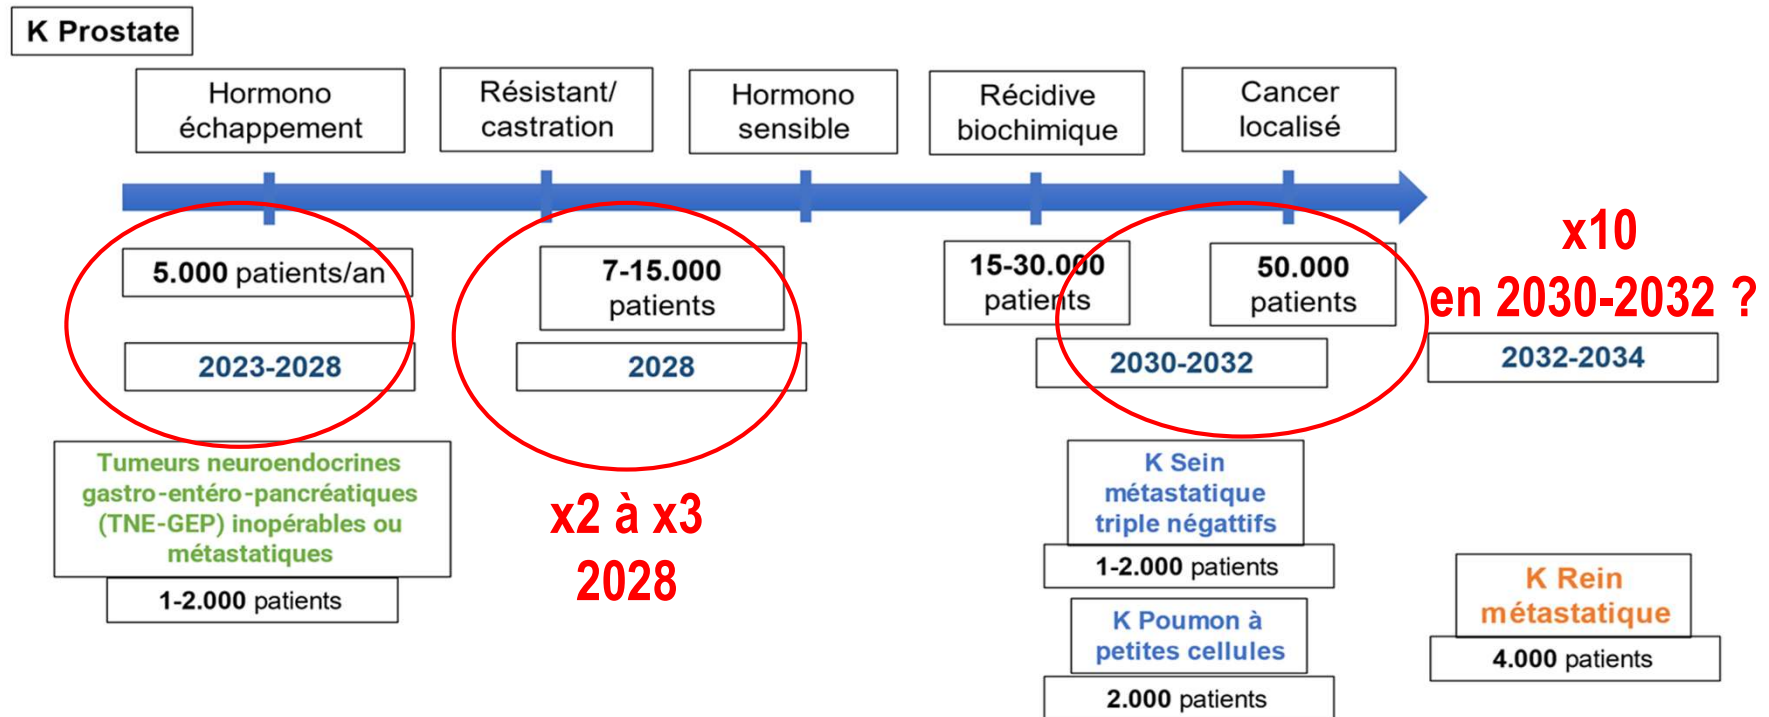 K Prostate
Hormono
échappement
Résistant/
castration
Hormono
sensible
Récidive
biochimique
Cancer
localisé
5.000 patients/an
7-15.000
patients
15-30.000
patients
50.000
patients
x10
en 2030-2032 ?
2023-2028
2028
2030-2032
2032-2034
Tumeurs neuroendocrines
gastro-entéro-pancréatiques
(TNE-GEP) inopérables ou
métastatiques
1-2.000 patients
x2 à x3
2028
K Sein
métastatique
triple négattifs
1-2.000 patients
K Poumon à
petites cellules
2.000 patients
K Rein
métastatique
4.000 patients